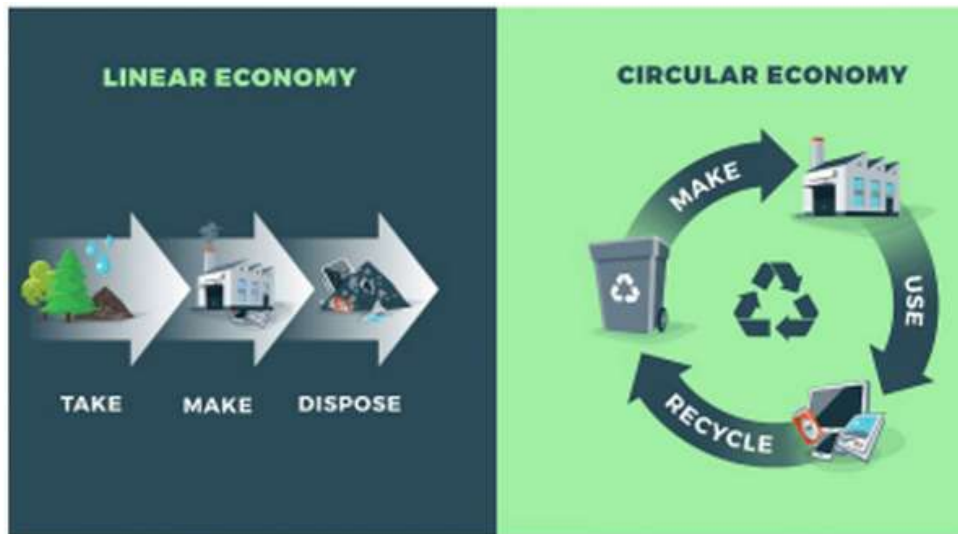 LINEAR ECONOMY
TAKE
MAKE
DISPOSE
CIRCULAR ECONOMY
MAKE
USE
RECYCLE